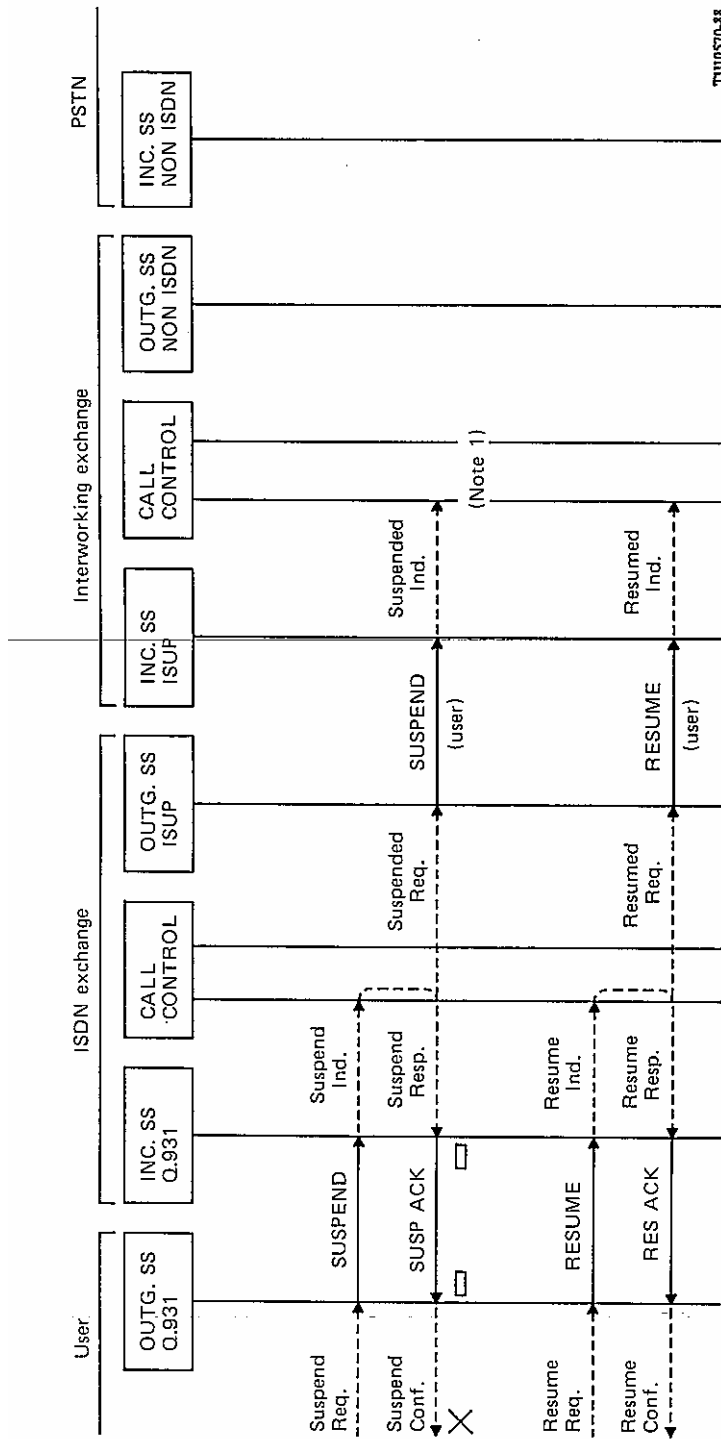 User
ISDN exchange
Interworking exchange
PSTN
OUTG. SS
Q.931
INC. SS
Q.931
CALL
CONTROL
OUTG. SS
ISUP
INC. SS
ISUP
CALL
CONTROL
OUTG. SS
NON ISDN
INC. SS
NON ISDN
Suspend
Req.
SUSPEND
Suspend
Ind.
Suspend
Conf.
SUSP ACK
Suspend
Resp.
Suspended
Req.
SUSPEND
(user)
Suspended
Ind.
(Note 1)
Resume
Req.
RESUME
Resume
Ind.
Resume
Conf.
RES ACK
Resume
Resp.
Resumed
Req.
RESUME
(user)
Resumed
Ind.
T1110570-88